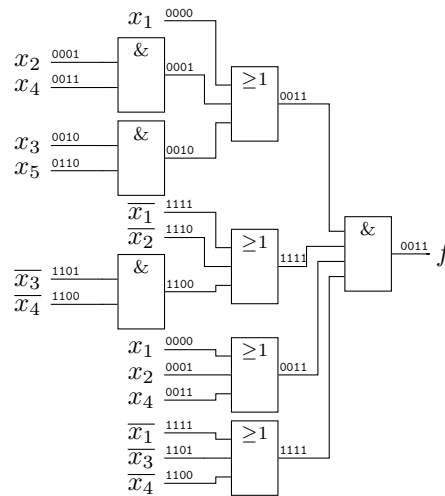 x₁ 0000
x₂ 0001
&
x₄ 0011
0001
≥1
0011
x₃ 0010
&
x₅ 0110
0010
x̅₁ 1111
x̅₂ 1110
≥1
&
x̅₃ 1101
&
1111
0011
f
x̅₄ 1100
1100
x₁ 0000
≥1
x₂ 0001
0011
x₄ 0011
x̅₁ 1111
≥1
x̅₃ 1101
1111
x̅₄ 1100